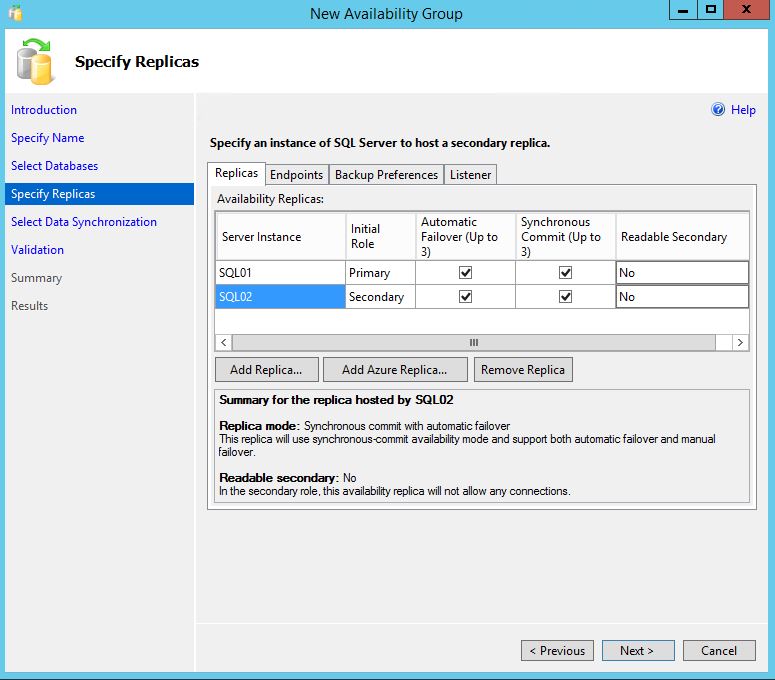 New Availability Group
Specify Replicas
Introduction
Specify Name
Select Databases
Specify Replicas
Select Data Synchronization
Validation
Summary
Results
Help
Specify an instance of SQL Server to host a secondary replica.
Replicas Endpoints Backup Preferences Listener
Availability Replicas:
Server Instance
Initial
Role
Automatic
Failover (Up to
3)
Synchronous
Commit (Up to
3)
Readable Secondary
SQL01 Primary No
SQL02 Secondary No
Add Replica... Add Azure Replica... Remove Replica
Summary for the replica hosted by SQL02
Replica mode: Synchronous commit with automatic failover
This replica will use synchronous-commit availability mode and support both automatic failover and manual
failover.
Readable secondary: No
In the secondary role, this availability replica will not allow any connections.
< Previous Next > Cancel